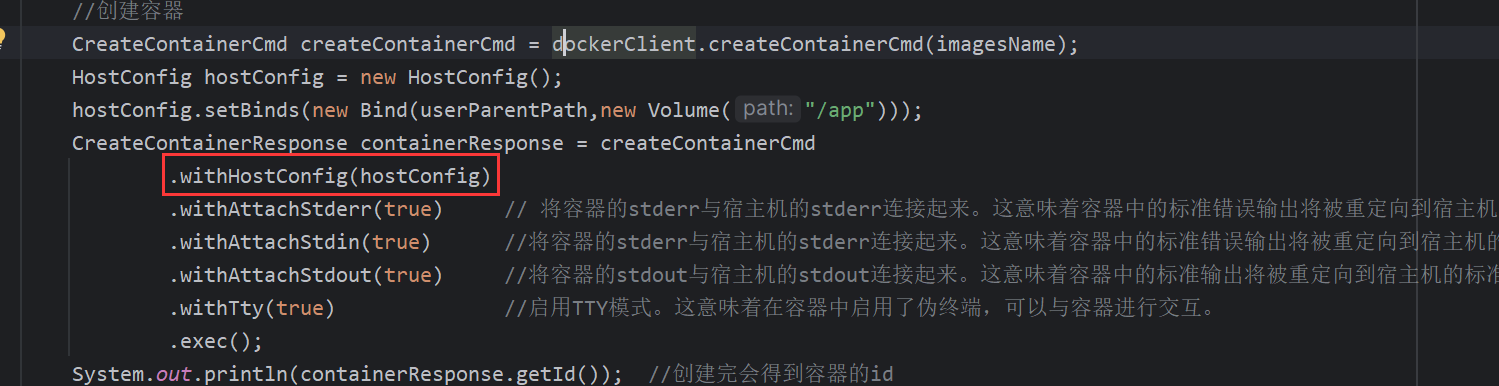 //创建容器
CreateContainerCmd createContainerCmd = dockerClient.createContainerCmd(imagesName);
HostConfig hostConfig = new HostConfig();
hostConfig.setBinds(new Bind(userParentPath,new Volume( path: "/app")));
CreateContainerResponse containerResponse = createContainerCmd
.withHostConfig(hostConfig)
.withAttachStderr(true) // 将容器的stderr与宿主机的stderr连接起来。这意味着容器中的标准错误输出将被重定向到宿主机
.withAttachStdin(true) //将容器的stderr与宿主机的stderr连接起来。这意味着容器中的标准错误输出将被重定向到宿主机的
.withAttachStdout(true) //将容器的stdout与宿主机的stdout连接起来。这意味着容器中的标准输出将被重定向到宿主机的标准
.withTty(true) //启用TTY模式。这意味着在容器中启用了伪终端，可以与容器进行交互。
.exec();
System.out.println(containerResponse.getId()); //创建完会得到容器的id